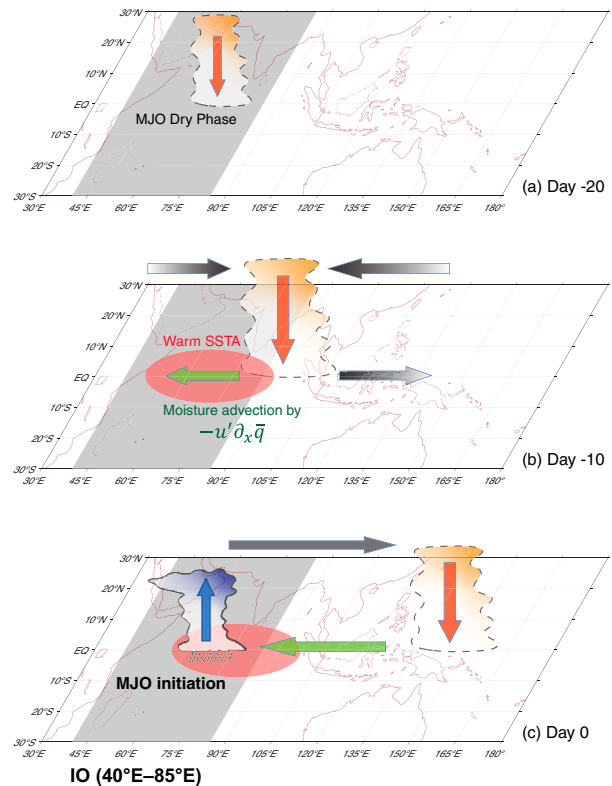 30°N
20°N
10°N
EQ
MJO Dry Phase
10°S
20°S
(a) Day -20
30°S
30°E 45°E 60°E 75°E 90°E 105°E 120°E 135°E 150°E 165°E 180°
30°N
20°N
Warm SSTA
10°N
EQ
Moisture advection by
10°S
−u′∂ₓq̄
20°S
(b) Day -10
30°S
30°E 45°E 60°E 75°E 90°E 105°E 120°E 135°E 150°E 165°E 180°
30°N
20°N
10°N
EQ
MJO initiation
10°S
20°S
(c) Day 0
30°S
30°E 45°E 60°E 75°E 90°E 105°E 120°E 135°E 150°E 165°E 180°
IO (40°E–85°E)